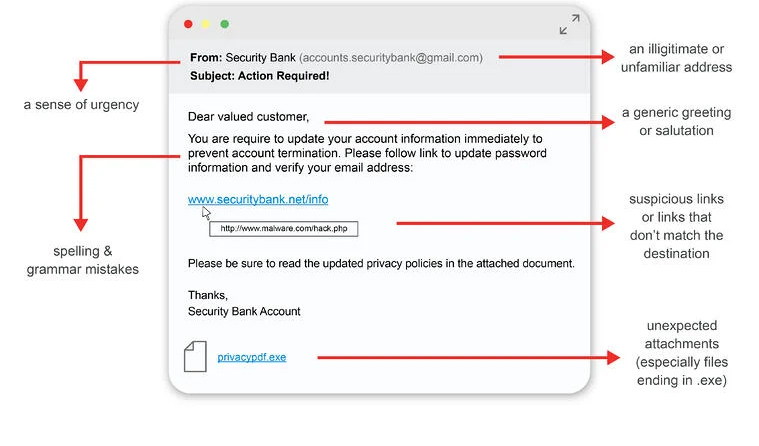 From: Security Bank (accounts.securitybank@gmail.com)
Subject: Action Required!
an illigitimate or
unfamiliar address
a sense of urgency
Dear valued customer,
a generic greeting
or salutation
You are require to update your account information immediately to
prevent account termination. Please follow link to update password
information and verify your email address:
spelling &
grammar mistakes
www.securitybank.net/info
http://www.malware.com/hack.php
suspicious links
or links that
don't match the
destination
Please be sure to read the updated privacy policies in the attached document.
Thanks,
Security Bank Account
privacypdf.exe
unexpected
attachments
(especially files
ending in .exe)